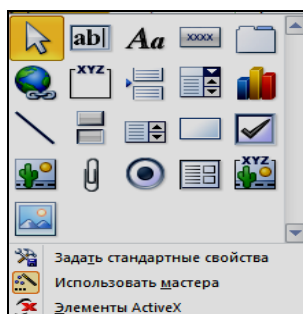 ab Aa xxxx
XYZ
XYZ
Задать стандартные свойства
Использовать мастера
Элементы ActiveX